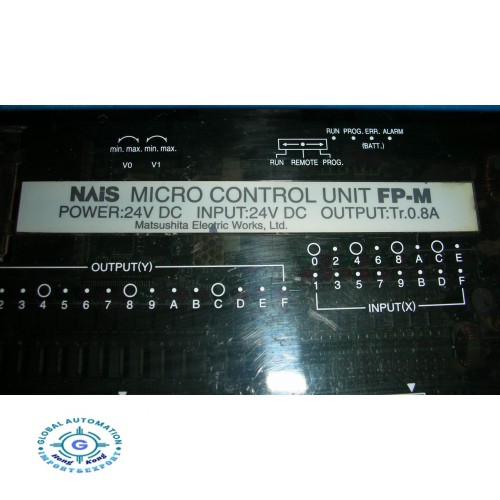 RUN PROG. ERR. ALARM
(BATT.)
min. max. min. max.
V0 V1
RUN REMOTE PROG.
NAiS MICRO CONTROL UNIT FP-M
POWER:24V DC INPUT:24V DC OUTPUT:Tr.0.8A
Matsushita Electric Works, Ltd.
0 2 4 6 8 A C E
OUTPUT(Y)
1 3 5 7 9 B D F
2 3 4 5 6 7 8 9 A B C D E F
INPUT(X)
GLOBAL AUTOMATION
G
Hong Kong
IMPORT&EXPORT